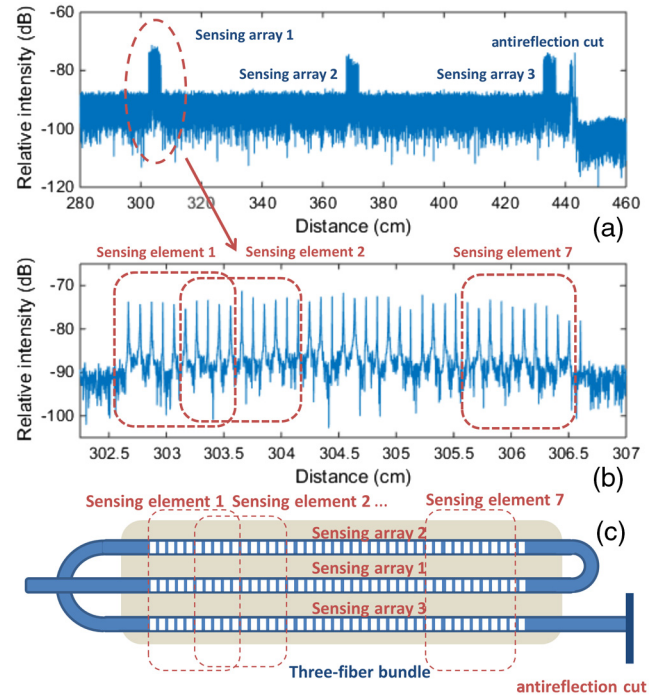 -60
-80
-100
-120
Relative intensity (dB)
Sensing array 1
Sensing array 2
Sensing array 3
antireflection cut
280 300 320 340 360 380 400 420 440 460
Distance (cm)
(a)
Sensing element 1
Sensing element 2
Sensing element 7
-70
-80
-90
-100
Relative intensity (dB)
302.5 303 303.5 304 304.5 305 305.5 306 306.5 307
Distance (cm)
(b)
Sensing element 1
Sensing element 2 ...
Sensing element 7
(c)
Sensing array 2
Sensing array 1
Sensing array 3
Three-fiber bundle
antireflection cut